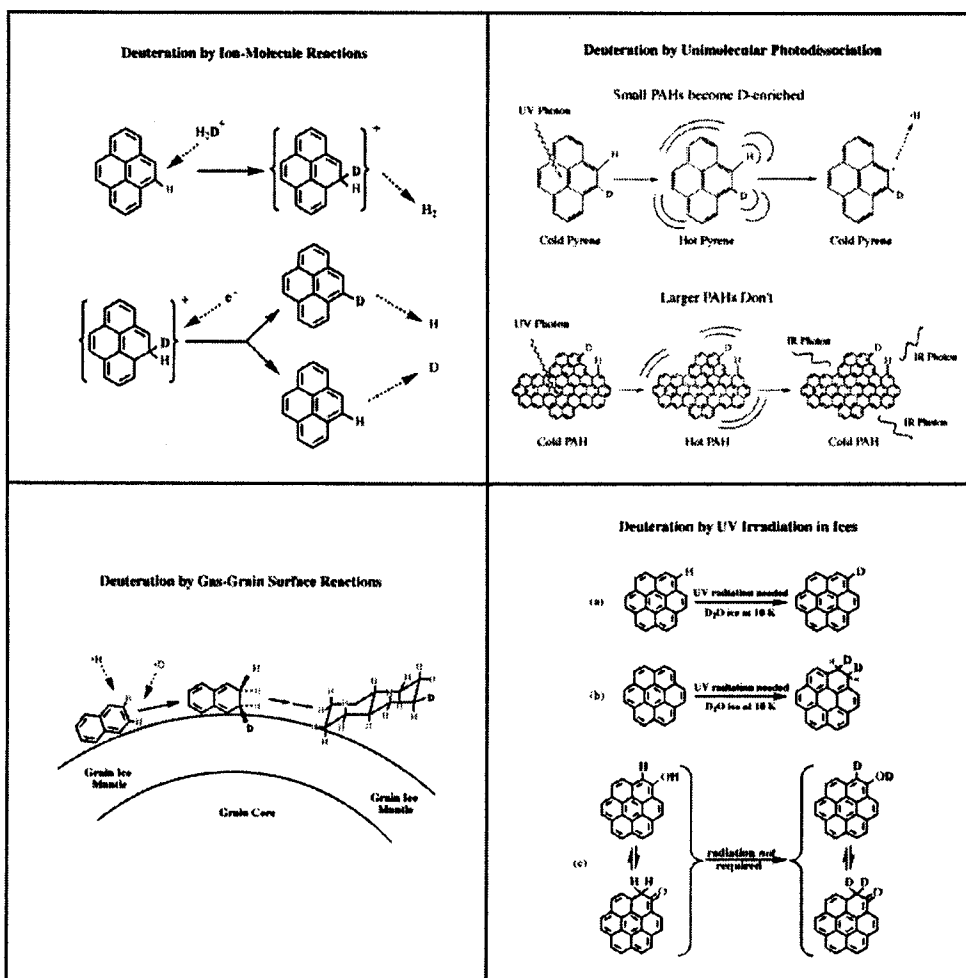 Deuteration by Ion-Molecule Reactions
H₂D⁺
H
+
D
H
H₂
+
D
H
e⁻
D
H
H
D
Deuteration by Unimolecular Photodissociation
Small PAHs become D-enriched
UV Photon
H
D
H
D
·H
D
Cold Pyrene
Hot Pyrene
Cold Pyrene
Larger PAHs Don't
UV Photon
D
H
D
H
IR Photon
D
H
IR Photon
IR Photon
Cold PAH
Hot PAH
Cold PAH
Deuteration by Gas-Grain Surface Reactions
·H
·D
H
H
H
H
H
D
D
Grain Ice
Mantle
Grain Core
Grain Ice
Mantle
Deuteration by UV Irradiation in Ices
(a)
H
UV radiation needed
D₂O ice at 10 K
D
(b)
UV radiation needed
D₂O ice at 10 K
D
D
(c)
H
OH
H H
O
radiation not
required
D
OD
D D
O